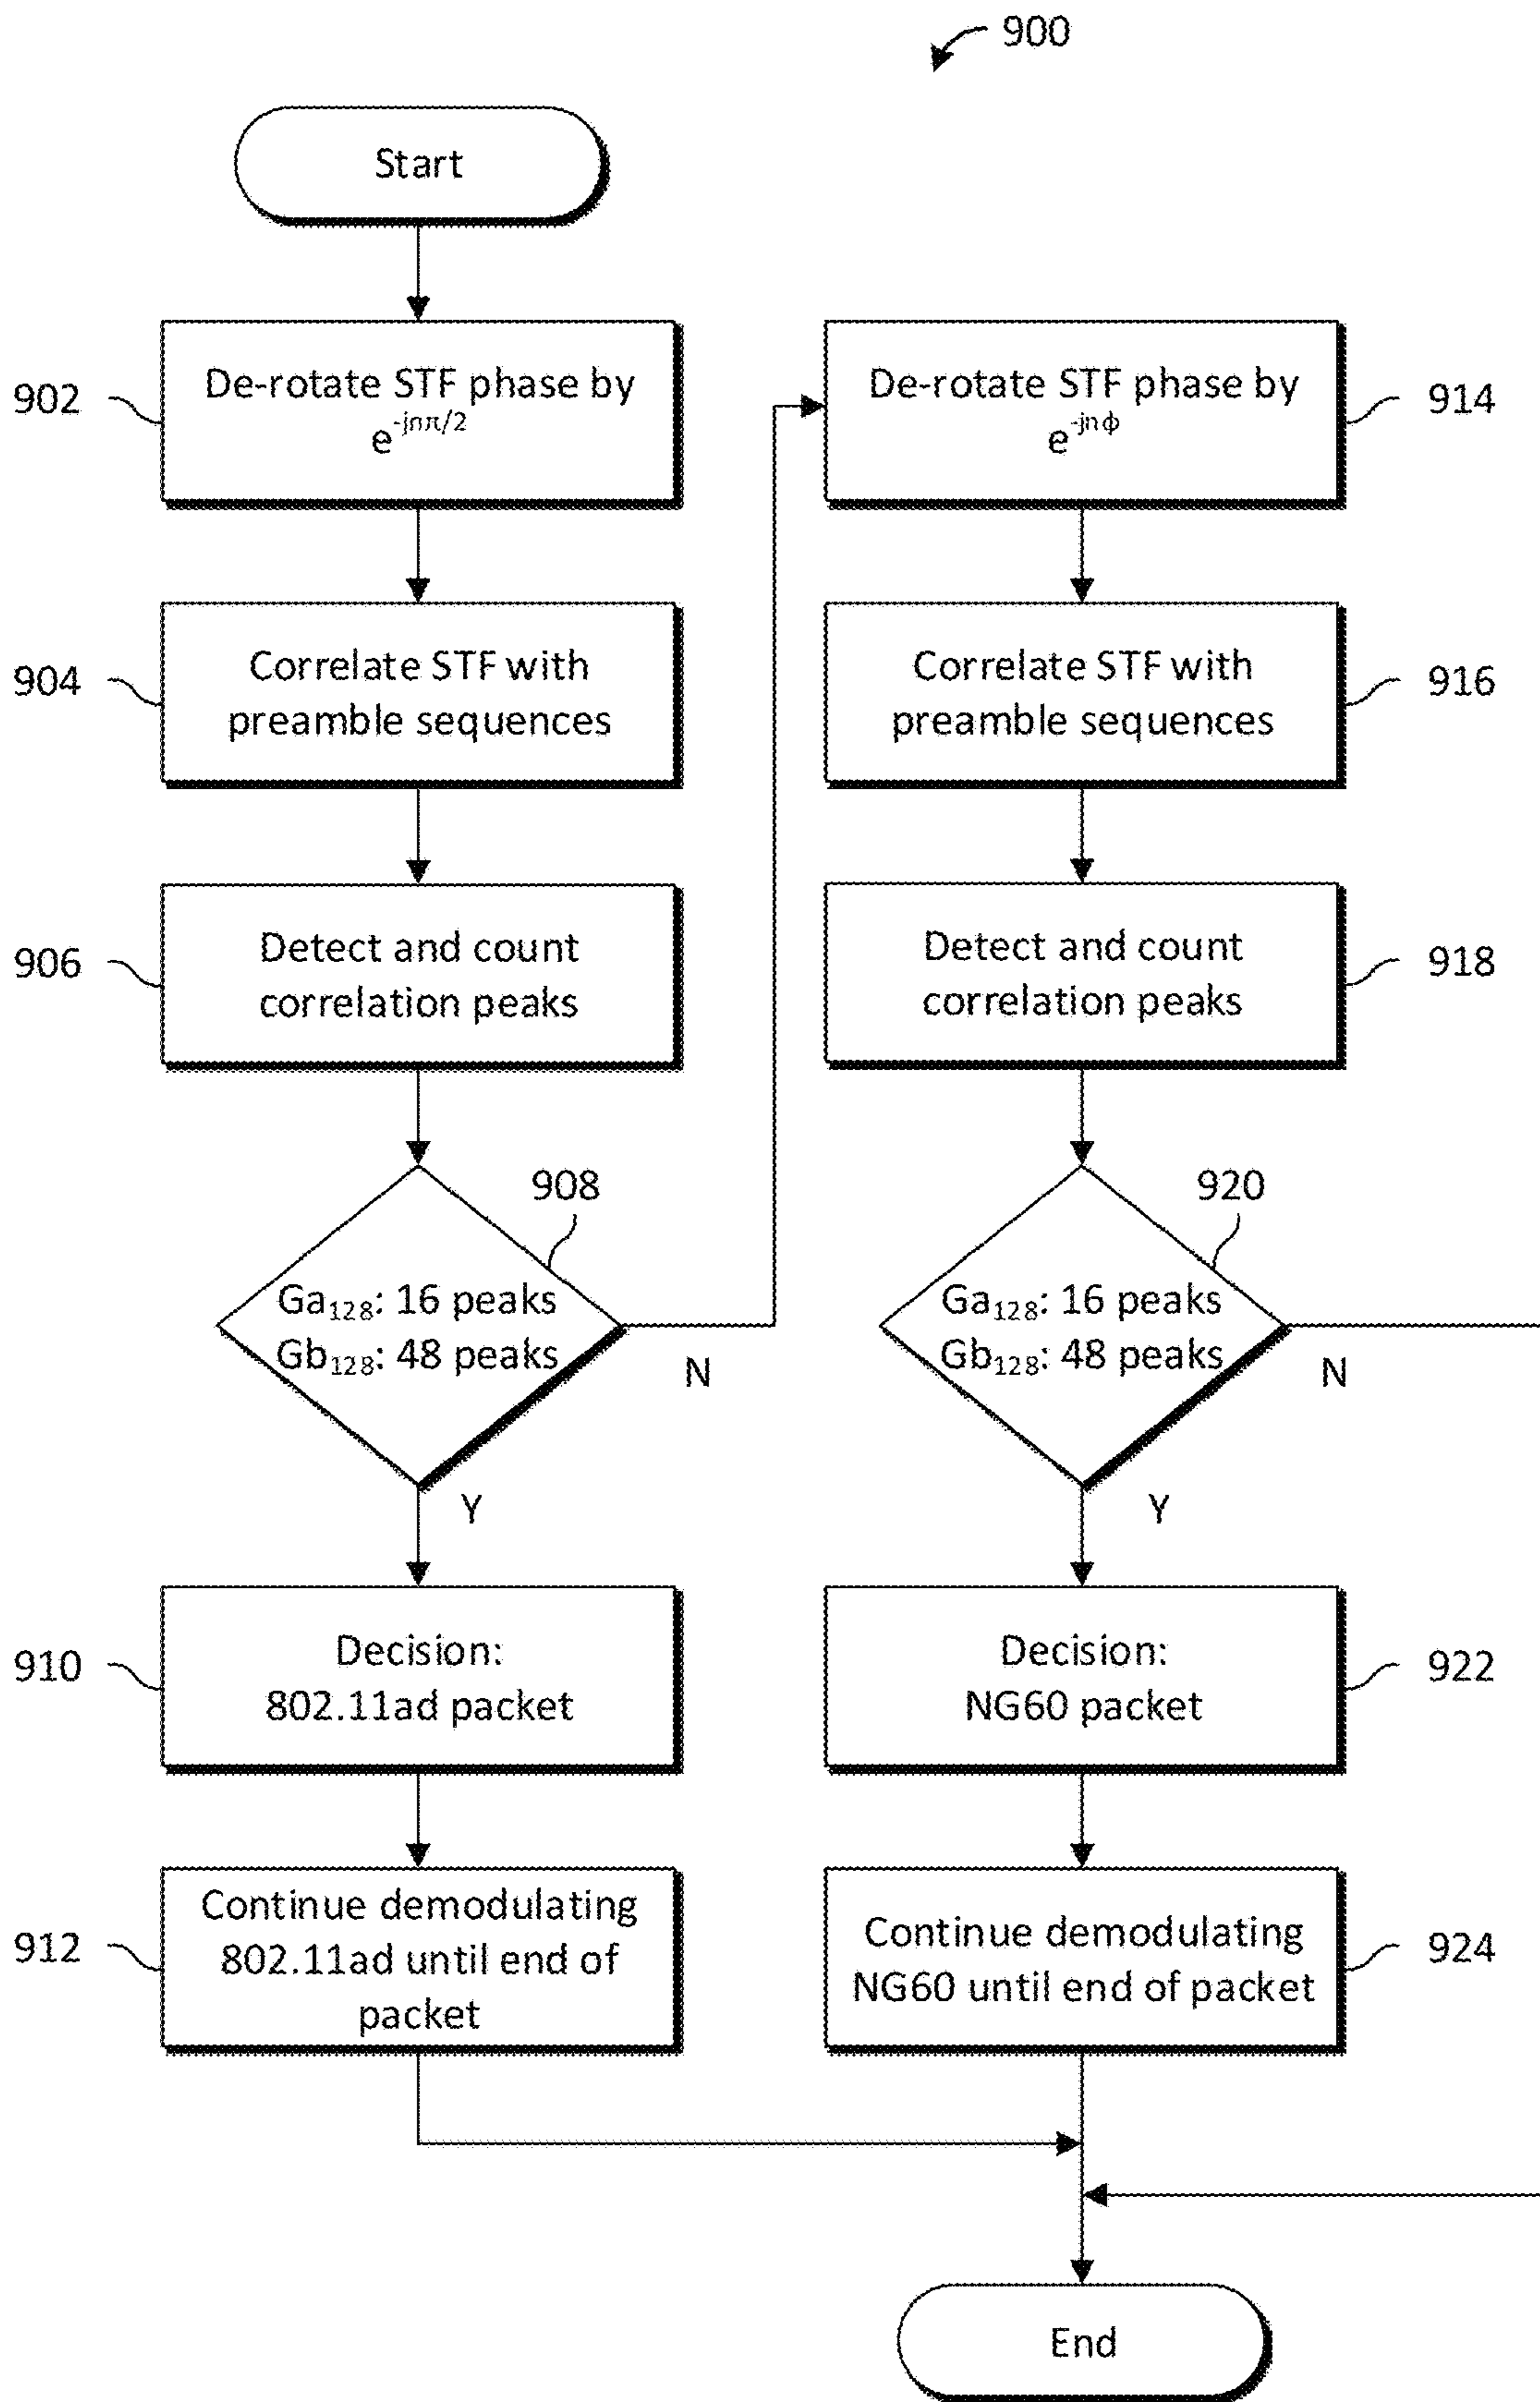 900
Start
902
De-rotate STF phase by
e^-jnπ/2
904
Correlate STF with
preamble sequences
906
Detect and count
correlation peaks
908
Ga128: 16 peaks
Gb128: 48 peaks
N
Y
910
Decision:
802.11ad packet
912
Continue demodulating
802.11ad until end of
packet
De-rotate STF phase by
e^-jnϕ
914
Correlate STF with
preamble sequences
916
Detect and count
correlation peaks
918
920
Ga128: 16 peaks
Gb128: 48 peaks
N
Y
Decision:
NG60 packet
922
Continue demodulating
NG60 until end of packet
924
End